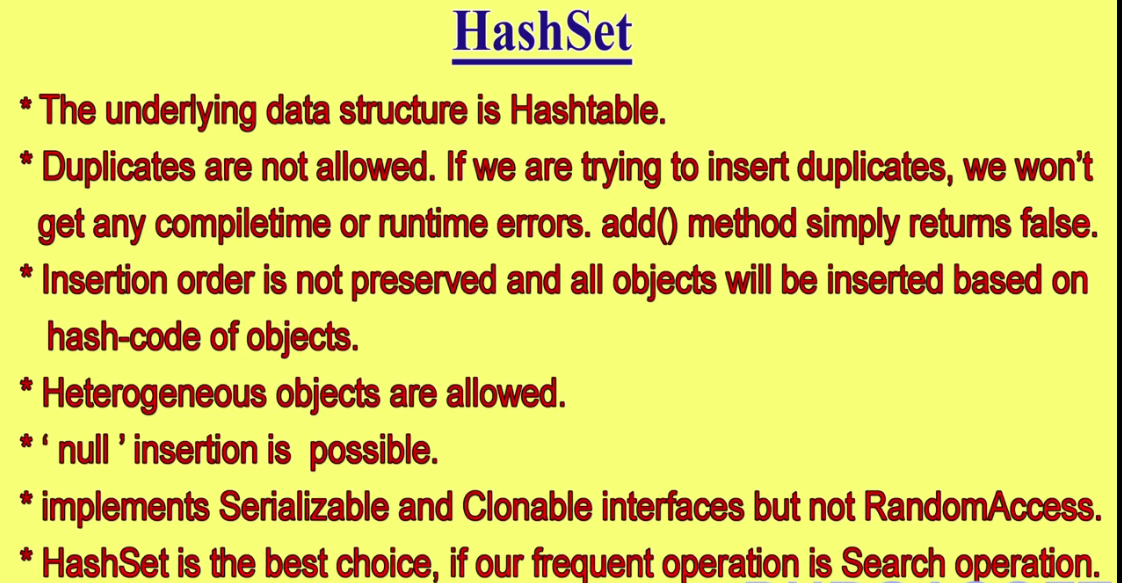 HashSet
* The underlying data structure is Hashtable.
* Duplicates are not allowed. If we are trying to insert duplicates, we won't
get any compiletime or runtime errors. add() method simply returns false.
* Insertion order is not preserved and all objects will be inserted based on
hash-code of objects.
* Heterogeneous objects are allowed.
* ‘ null ’ insertion is possible.
* implements Serializable and Clonable interfaces but not RandomAccess.
* HashSet is the best choice, if our frequent operation is Search operation.